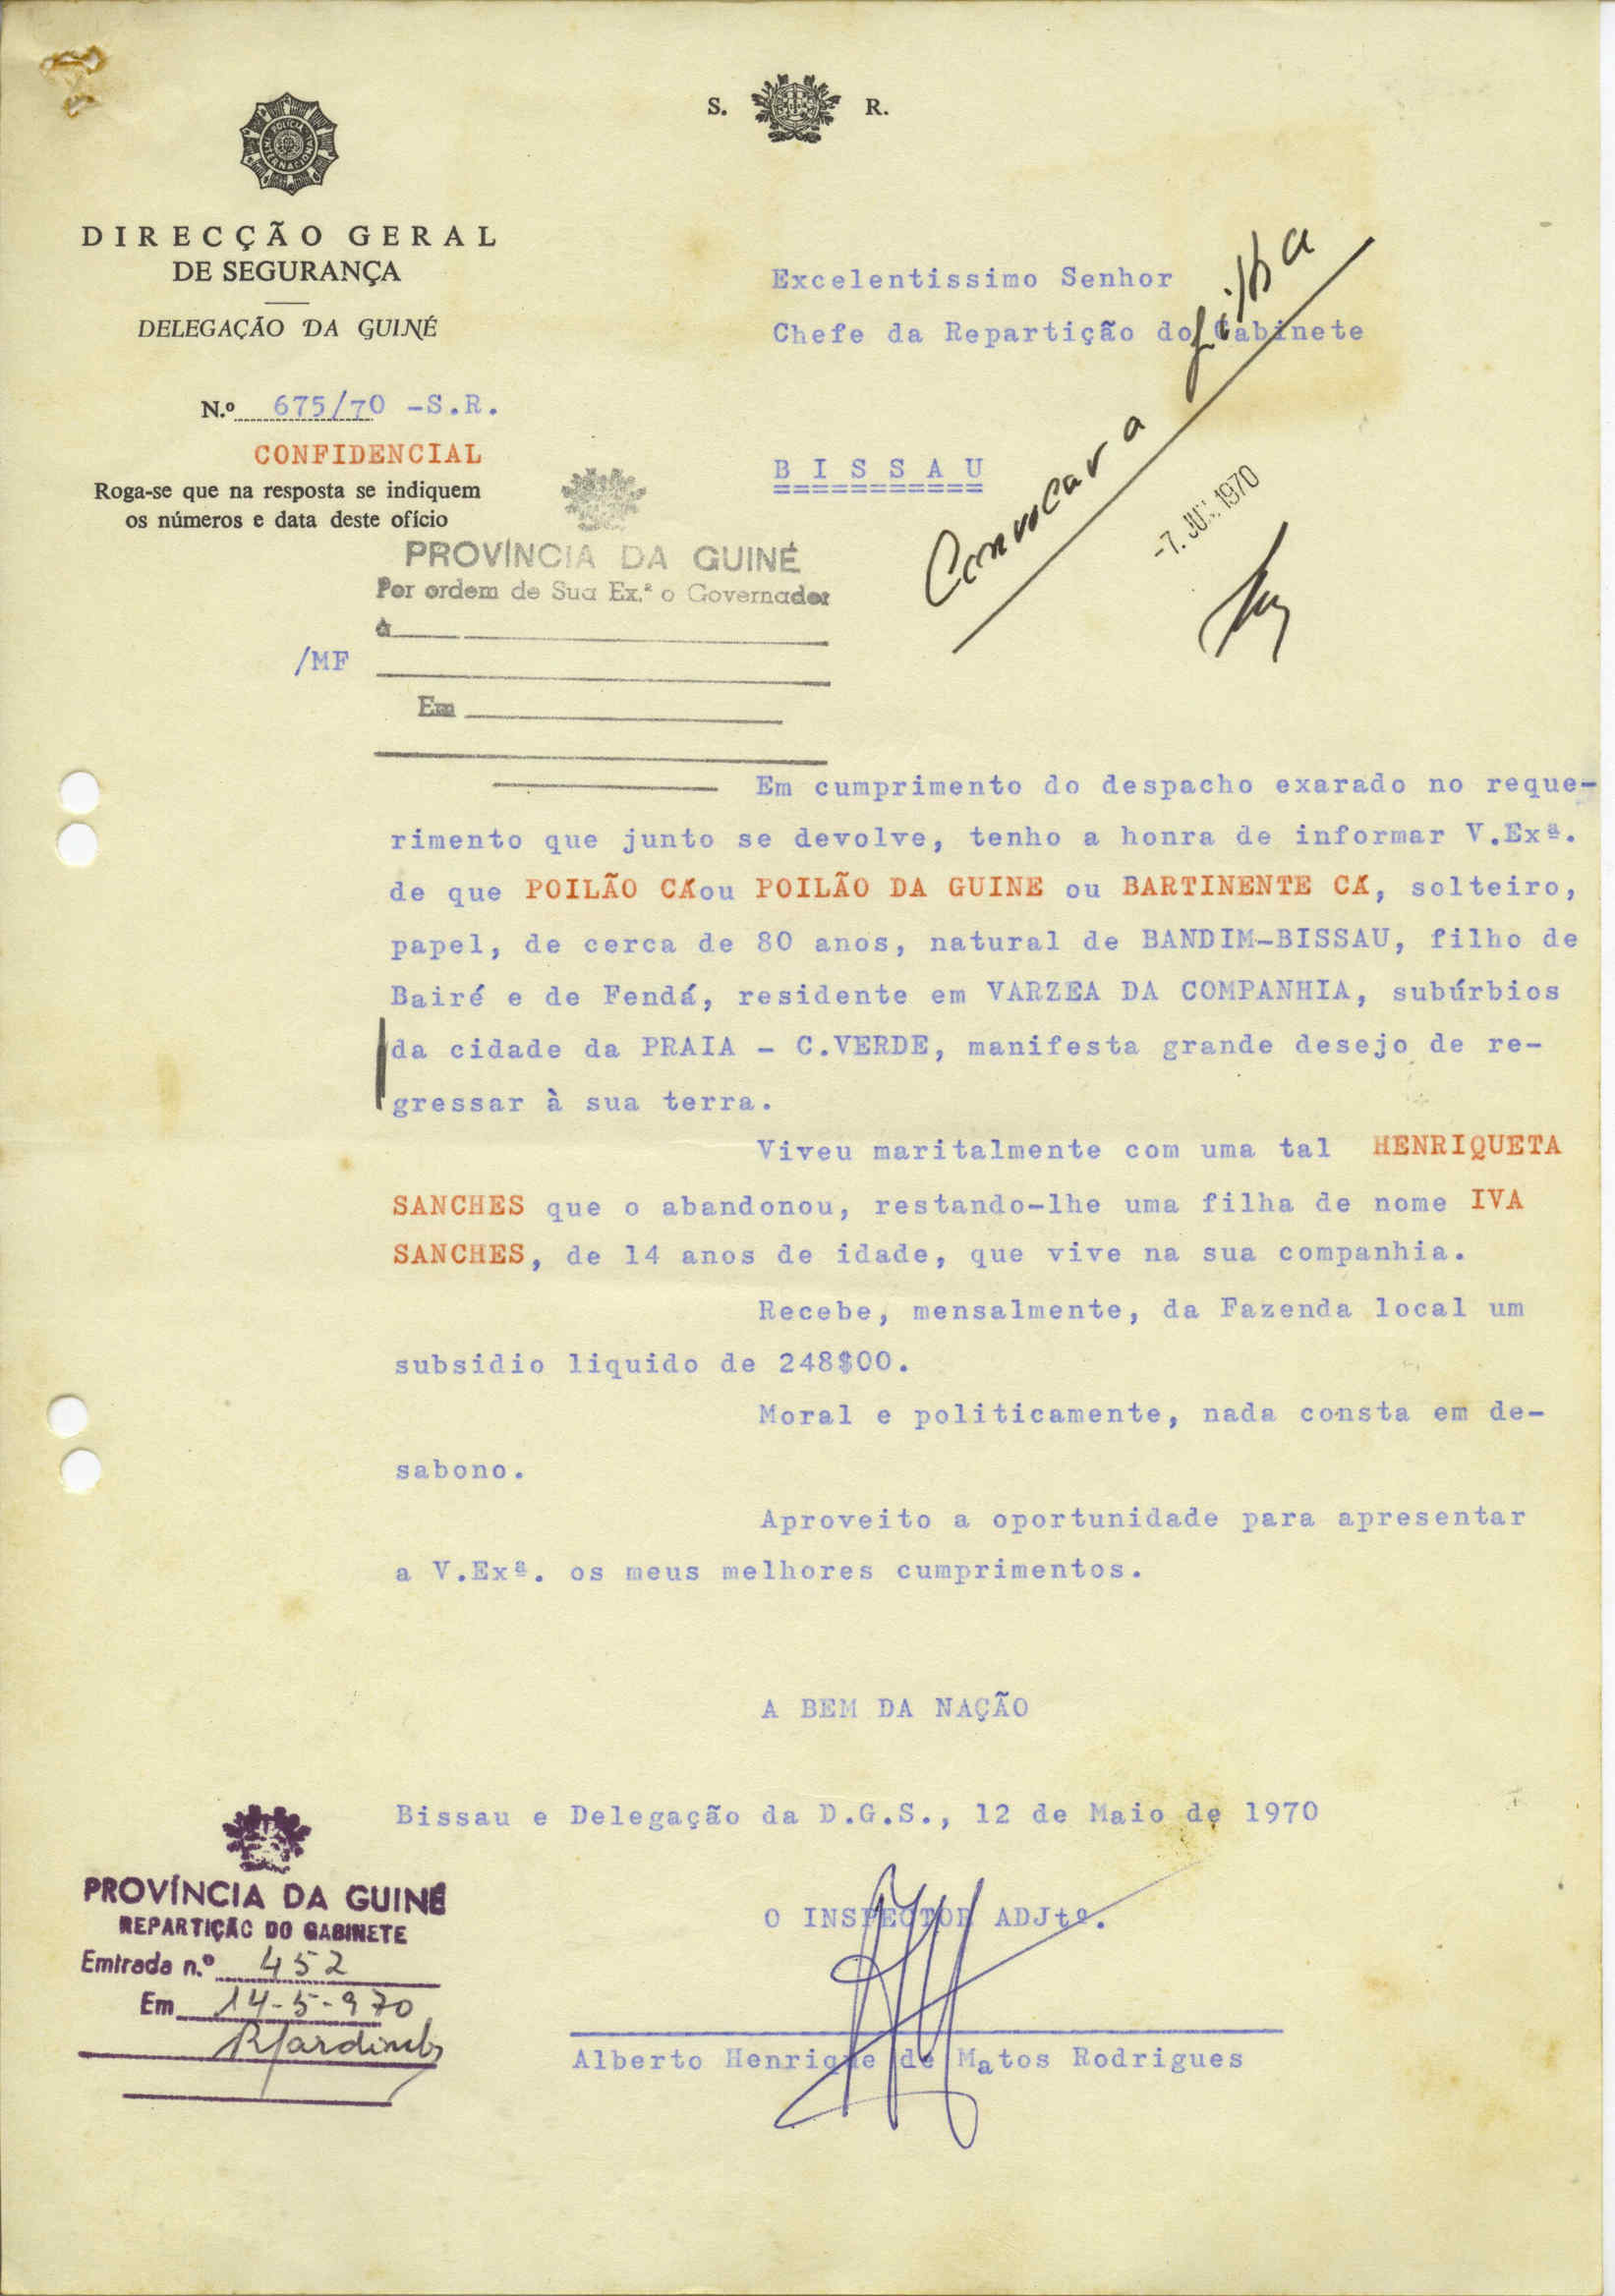 S. R.
POLÍCIA INTERNACIONAL
DIRECÇÃO GERAL
DE SEGURANÇA
DELEGAÇÃO DA GUINÉ
N.º 675/70 -S.R.
CONFIDENCIAL
Roga-se que na resposta se indiquem
os números e data deste ofício
Excelentissimo Senhor
Chefe da Repartição do Gabinete
B I S S A U
Convocar a filha
-7. JUN. 1970
PROVÍNCIA DA GUINÉ
Por ordem de Sua Ex.ª o Governador
à
Em
/MF
Em cumprimento do despacho exarado no reque-
rimento que junto se devolve, tenho a honra de informar V.Exª.
de que POILÃO CÁou POILÃO DA GUINE ou BARTINENTE CÁ, solteiro,
papel, de cerca de 80 anos, natural de BANDIM-BISSAU, filho de
Bairé e de Fendá, residente em VARZEA DA COMPANHIA, subúrbios
da cidade da PRAIA - C.VERDE, manifesta grande desejo de re-
gressar à sua terra.
Viveu maritalmente com uma tal HENRIQUETA
SANCHES que o abandonou, restando-lhe uma filha de nome IVA
SANCHES, de 14 anos de idade, que vive na sua companhia.
Recebe, mensalmente, da Fazenda local um
subsidio liquido de 248$00.
Moral e politicamente, nada consta em de-
sabono.
Aproveito a oportunidade para apresentar
a V.Exª. os meus melhores cumprimentos.
A BEM DA NAÇÃO
Bissau e Delegação da D.G.S., 12 de Maio de 1970
O INSPECTOR ADJtº.
Alberto Henrique de Matos Rodrigues
PROVÍNCIA DA GUINÉ
REPARTIÇÃO DO GABINETE
Entrada n.º 452
Em 14-5-970